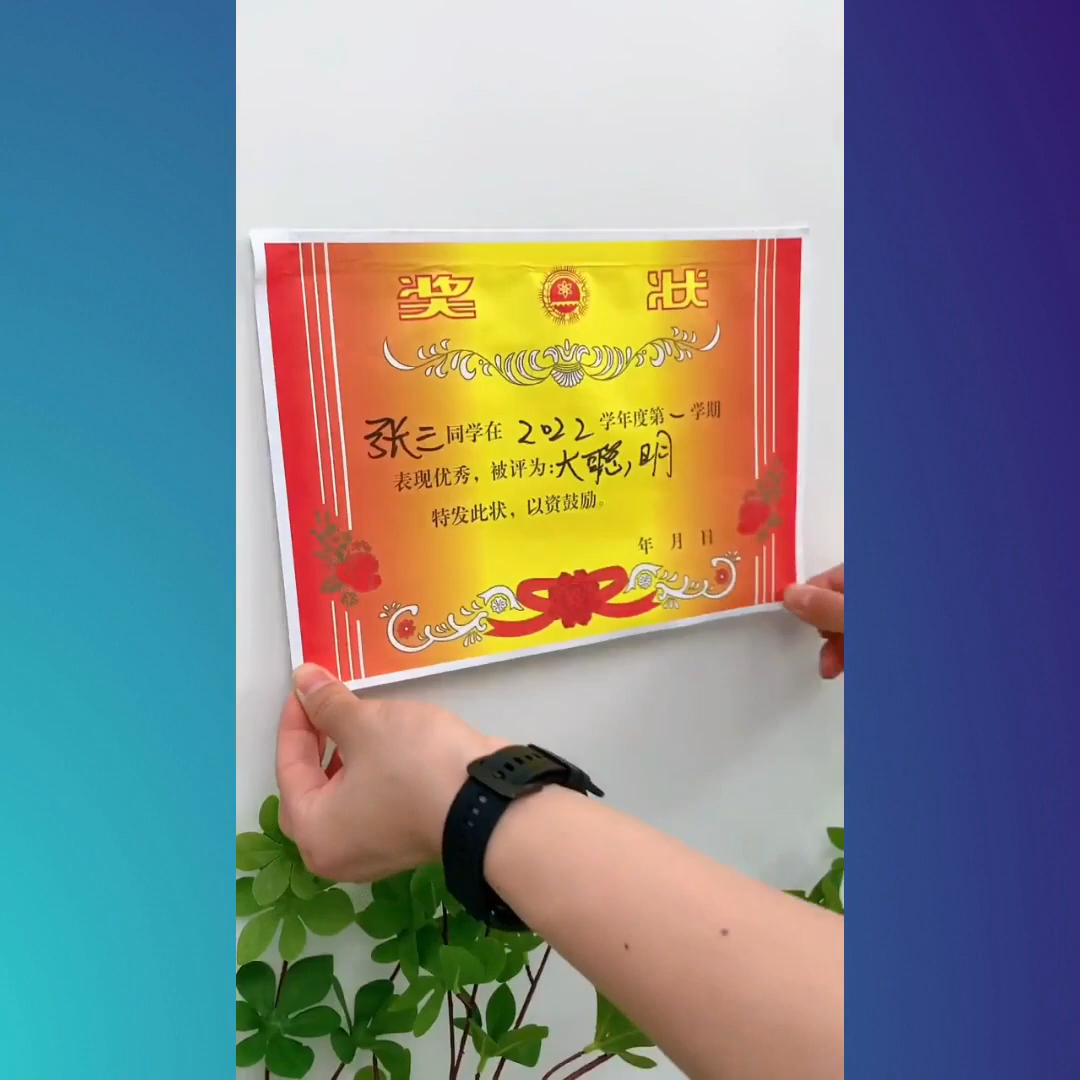 奖状
张三同学在 2022 学年度第一学期
表现优秀，被评为:大聪明
特发此状，以资鼓励。
年 月 日